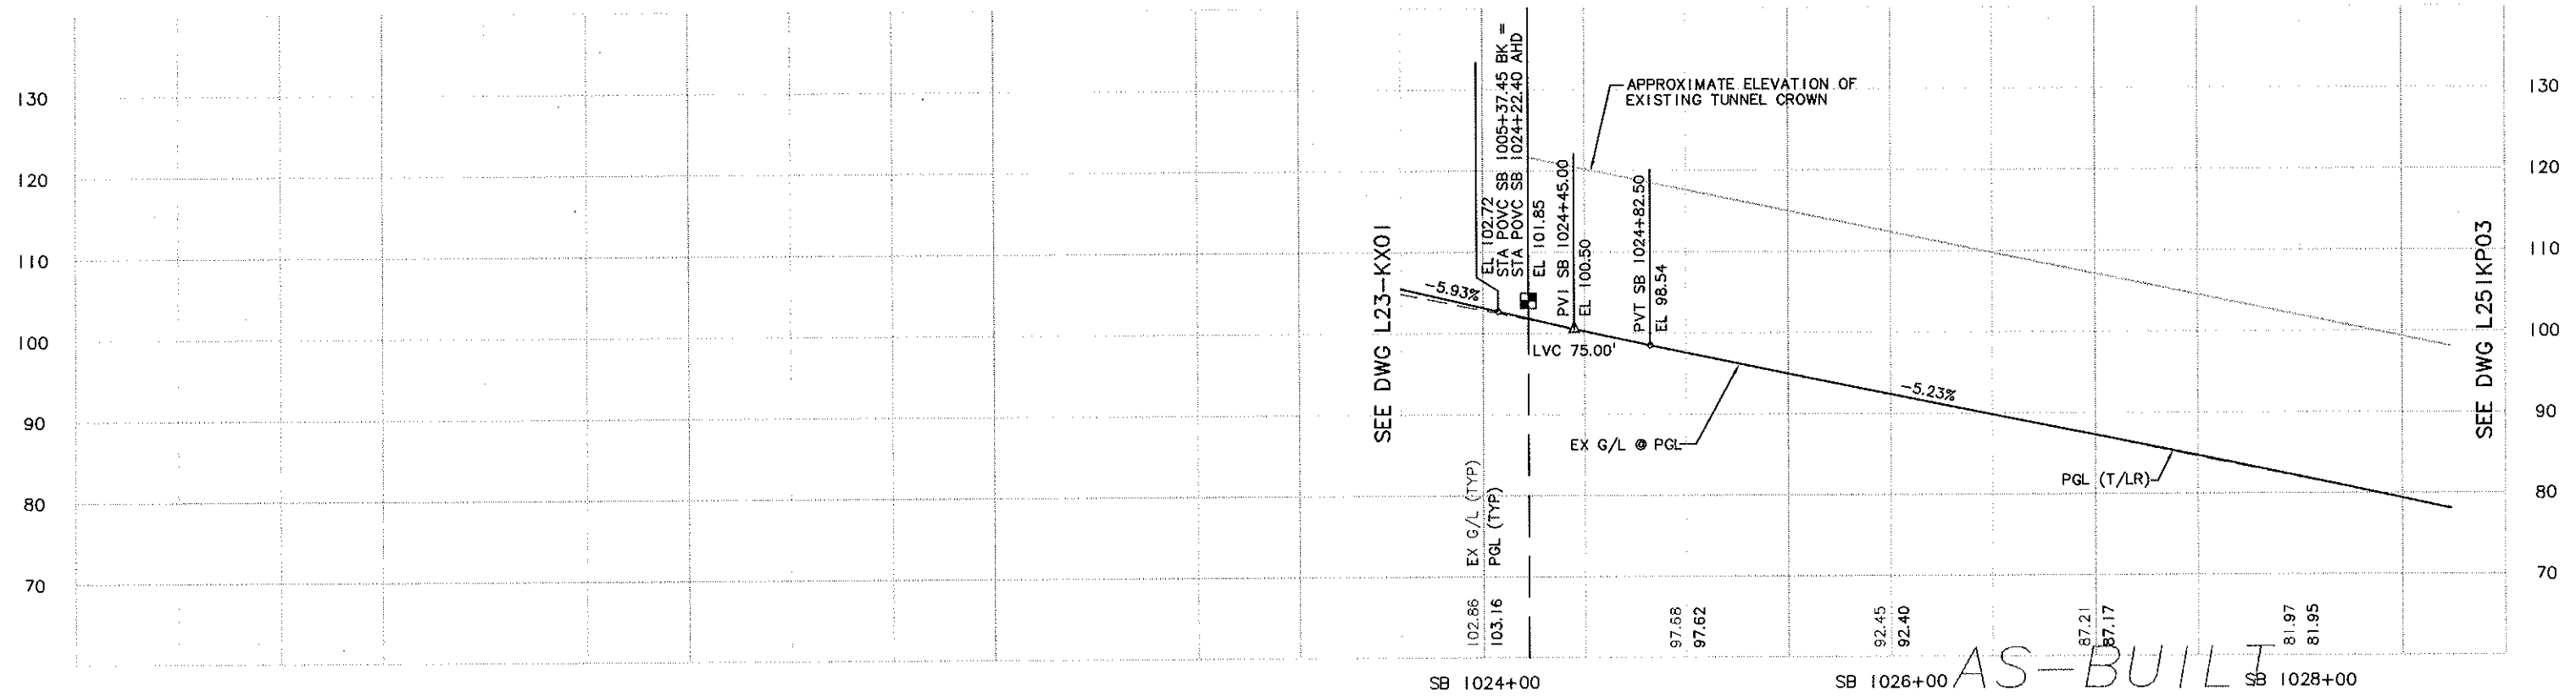 130
120
110
100
90
80
70
SEE DWG L23-KX01
-5.93%
EL 102.72
STA POVC SB 1005+37.45 BK =
STA POVC SB 1024+22.40 AHD
EL 101.85
PVI SB 1024+45.00
EL 100.50
PVT SB 1024+82.50
EL 98.54
LVC 75.00'
APPROXIMATE ELEVATION OF
EXISTING TUNNEL CROWN
-5.23%
EX G/L @ PGL
PGL (T/LR)
SEE DWG L251KP03
130
120
110
100
90
80
70
EX G/L (TYP)
PGL (TYP)
102.86
103.16
97.68
97.62
92.45
92.40
87.21
87.17
81.97
81.95
SB 1024+00
SB 1026+00
AS-BUILT
SB 1028+00